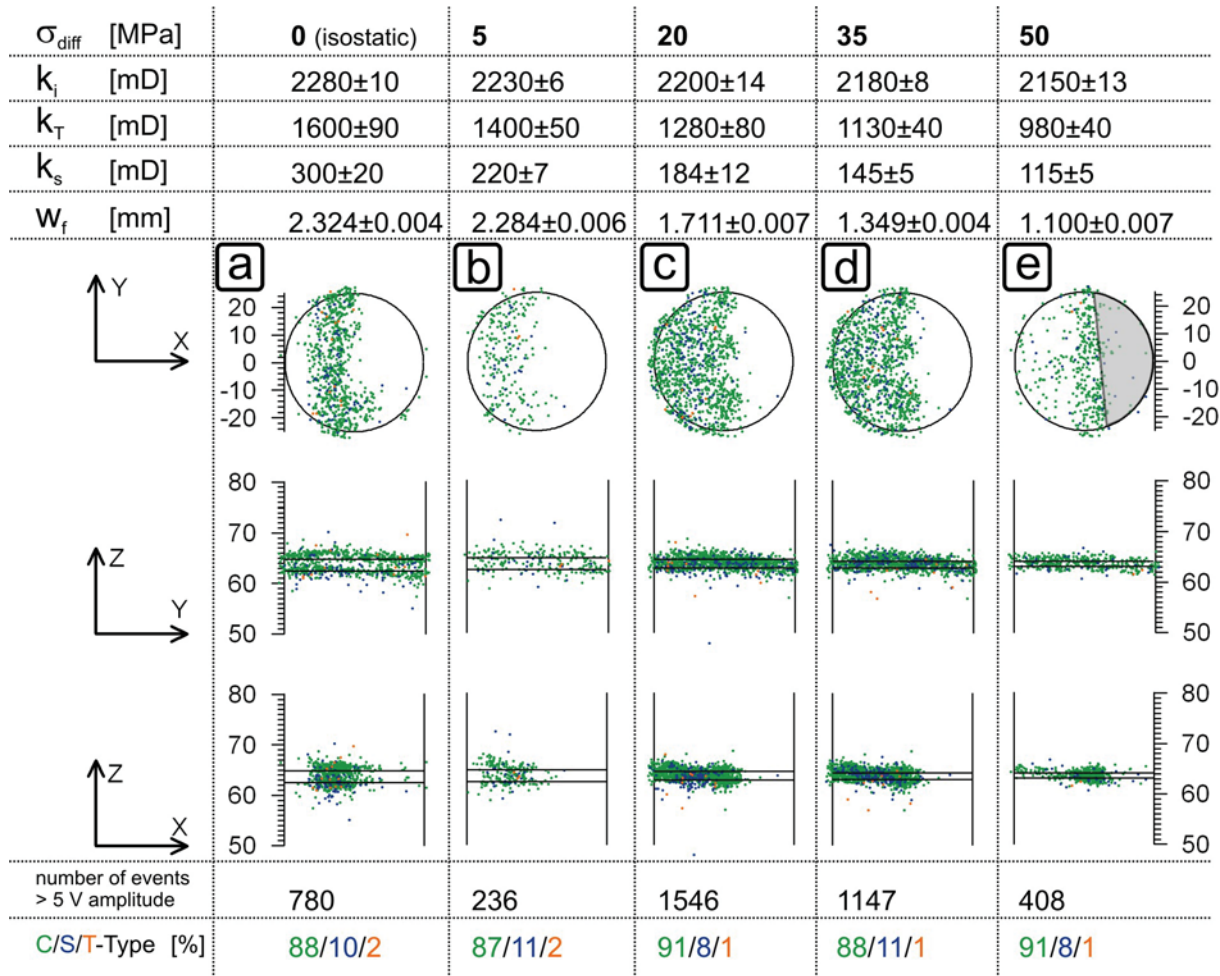 σdiff [MPa] 0 (isostatic) 5 20 35 50
ki [mD] 2280±10 2230±6 2200±14 2180±8 2150±13
kT [mD] 1600±90 1400±50 1280±80 1130±40 980±40
ks [mD] 300±20 220±7 184±12 145±5 115±5
wf [mm] 2.324±0.004 2.284±0.006 1.711±0.007 1.349±0.004 1.100±0.007
a b c d e
Y
X
20
10
0
-10
-20
20
10
0
-10
-20
Z
Y
80
70
60
50
80
70
60
50
Z
X
80
70
60
50
80
70
60
50
number of events
> 5 V amplitude 780 236 1546 1147 408
C/S/T-Type [%] 88/10/2 87/11/2 91/8/1 88/11/1 91/8/1